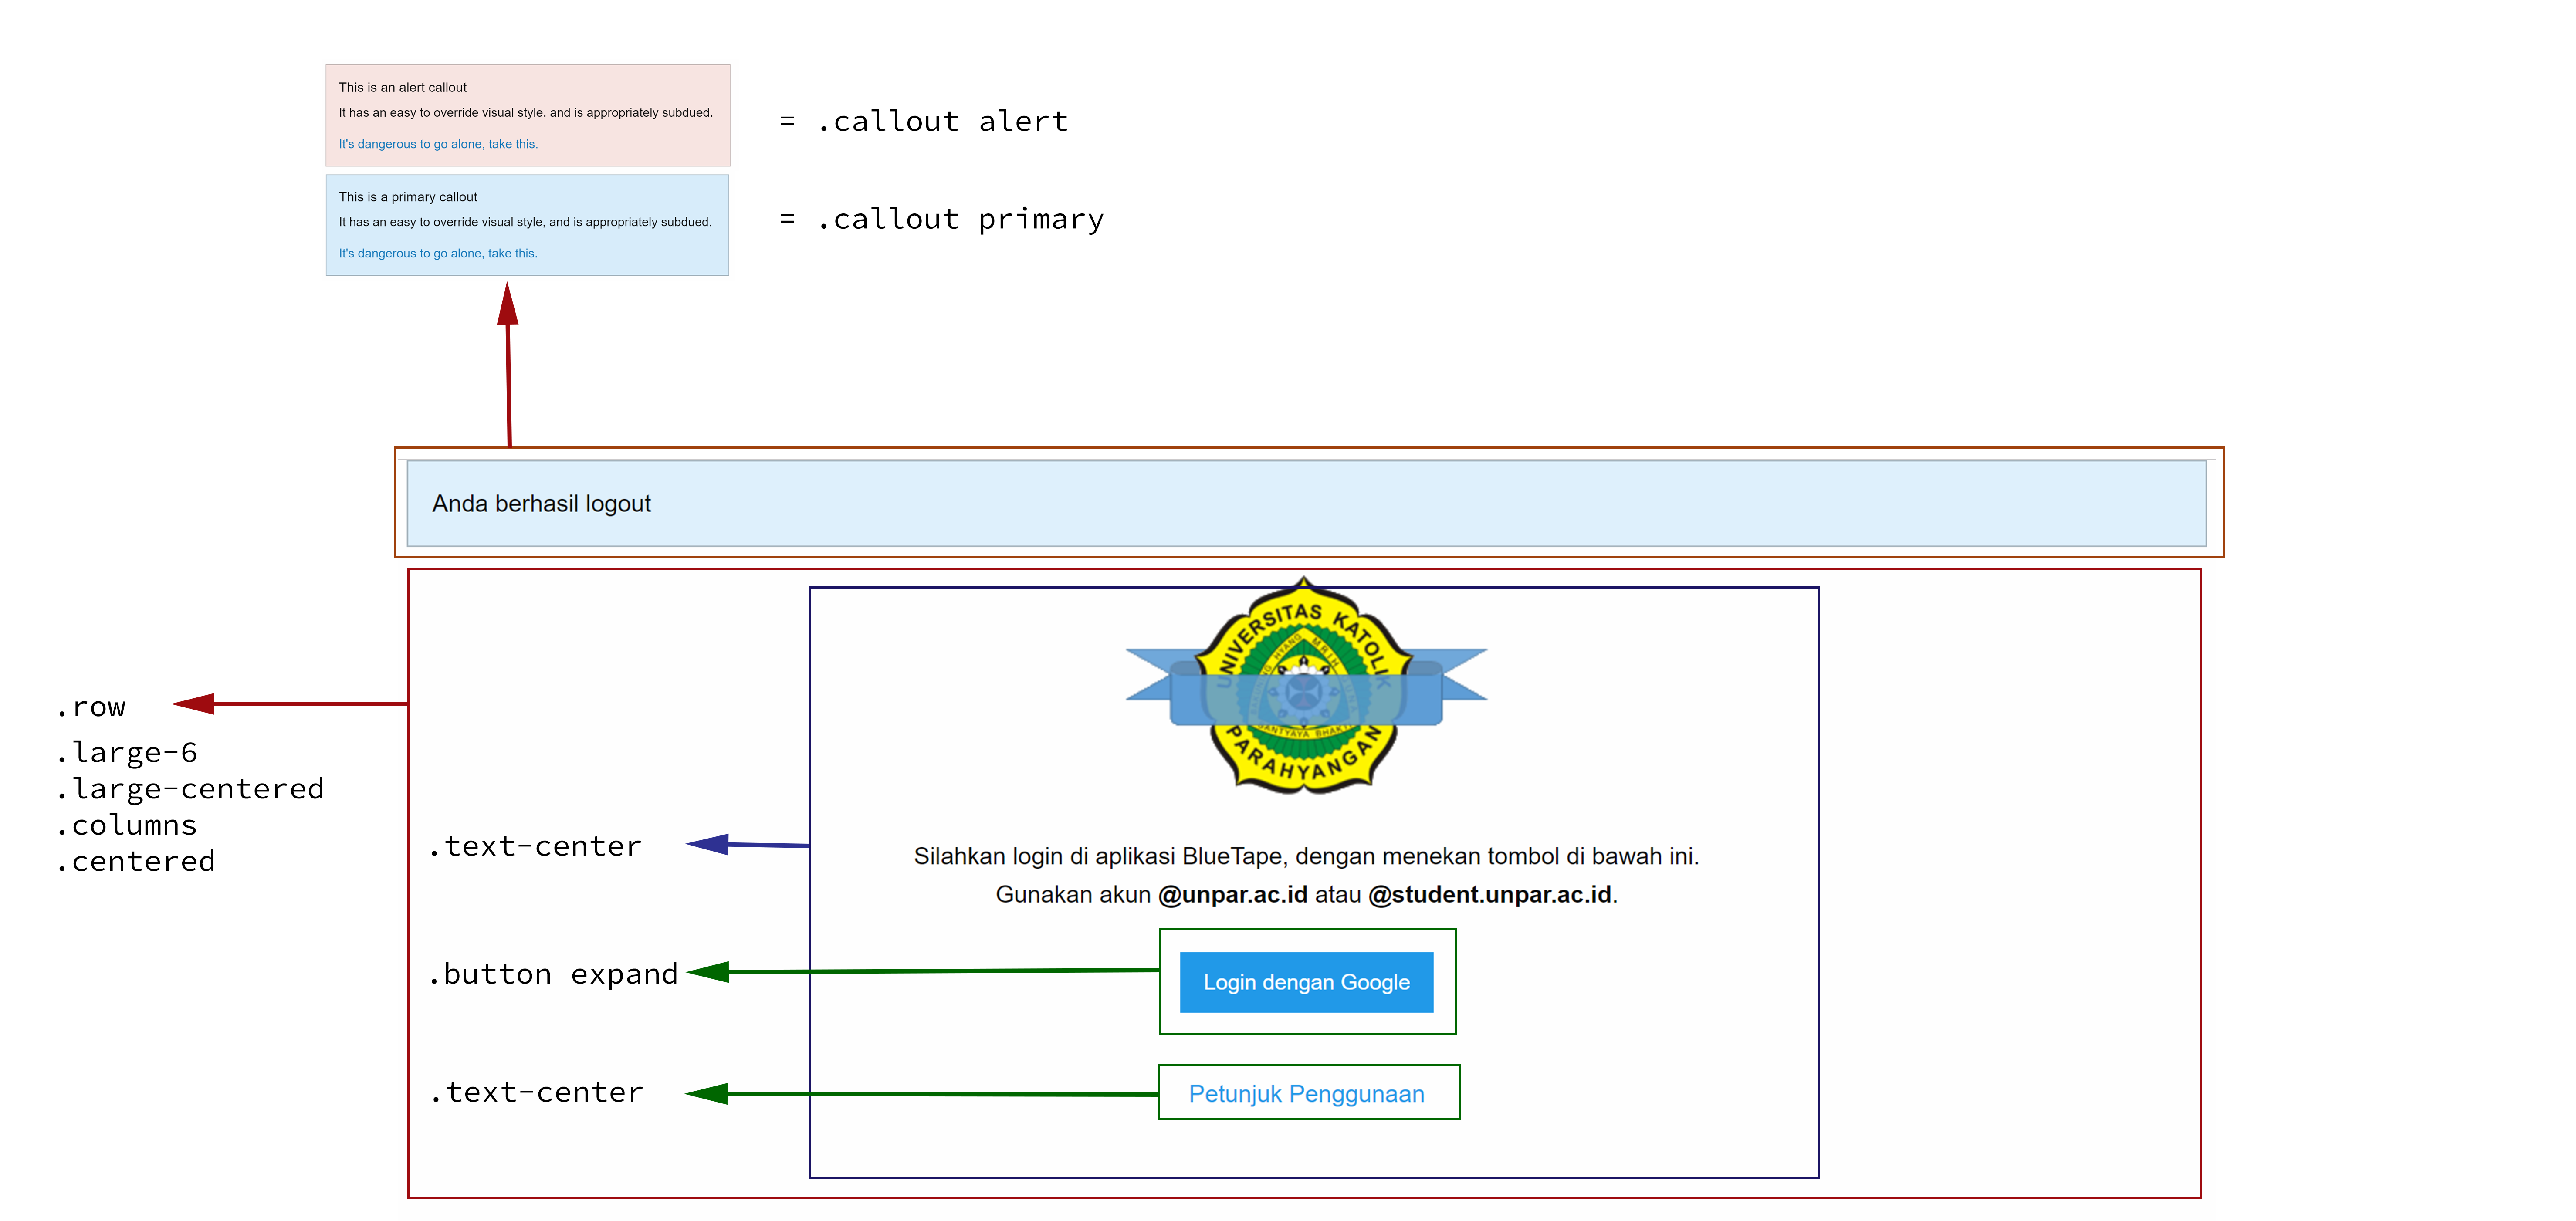 This is an alert callout
It has an easy to override visual style, and is appropriately subdued.
It's dangerous to go alone, take this.
= .callout alert
This is a primary callout
It has an easy to override visual style, and is appropriately subdued.
It's dangerous to go alone, take this.
= .callout primary
Anda berhasil logout
.row
.large-6
.large-centered
.columns
.centered
UNIVERSITAS KATOLIK
PARAHYANGAN
.text-center
Silahkan login di aplikasi BlueTape, dengan menekan tombol di bawah ini.
Gunakan akun @unpar.ac.id atau @student.unpar.ac.id.
.button expand
Login dengan Google
.text-center
Petunjuk Penggunaan